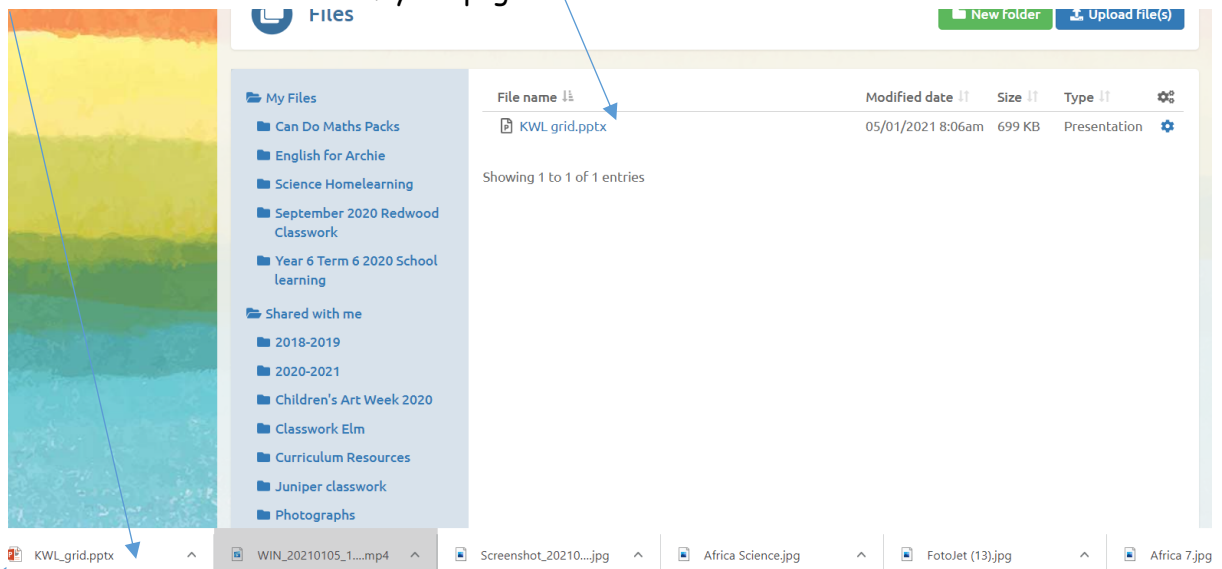 Files
New folder
Upload file(s)
My Files
Can Do Maths Packs
English for Archie
Science Homelearning
September 2020 Redwood
Classwork
Year 6 Term 6 2020 School
learning
Shared with me
2018-2019
2020-2021
Children's Art Week 2020
Classwork Elm
Curriculum Resources
Juniper classwork
Photographs
File name Modified date Size Type
KWL grid.pptx 05/01/2021 8:06am 699 KB Presentation
Showing 1 to 1 of 1 entries
KWL_grid.pptx WIN_20210105_1....mp4 Screenshot_20210....jpg Africa Science.jpg FotoJet (13).jpg Africa 7.jpg